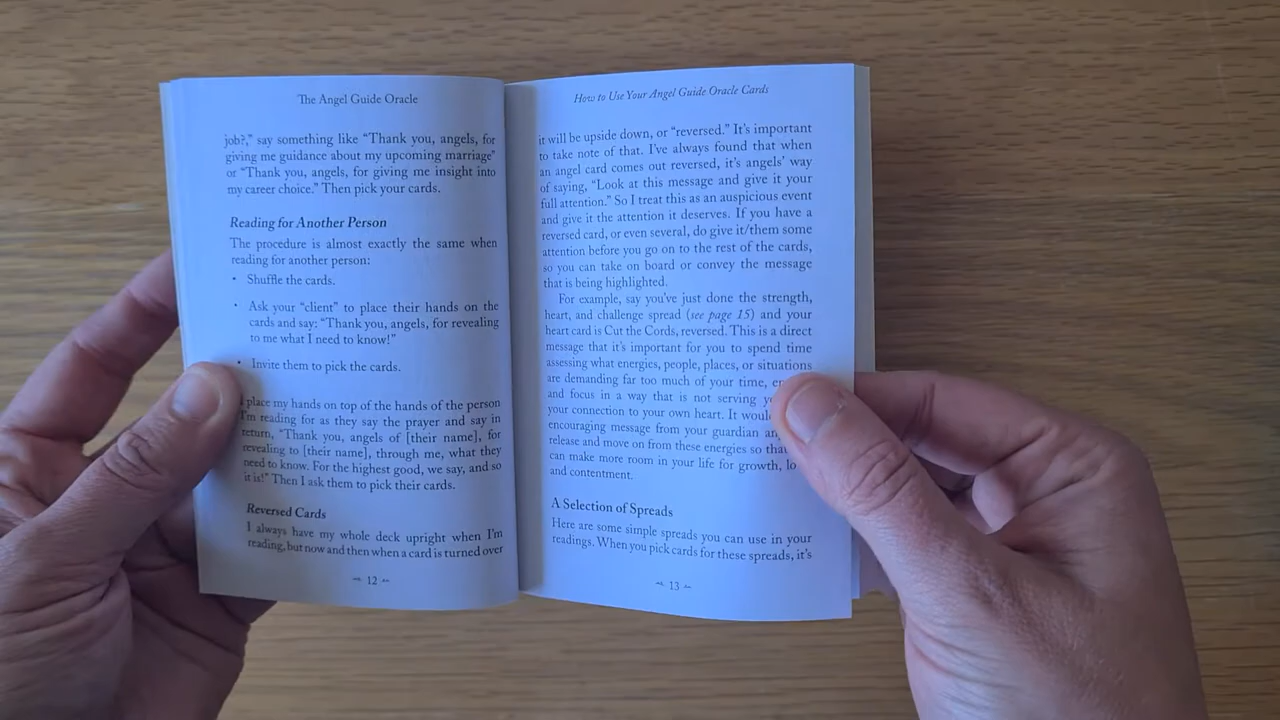 The Angel Guide Oracle
job?,” say something like “Thank you, angels, for
giving me guidance about my upcoming marriage”
or “Thank you, angels, for giving me insight into
my career choice.” Then pick your cards.
Reading for Another Person
The procedure is almost exactly the same when
reading for another person:
• Shuffle the cards.
• Ask your “client” to place their hands on the
cards and say: “Thank you, angels, for revealing
to me what I need to know!”
• Invite them to pick the cards.
I place my hands on top of the hands of the person
I’m reading for as they say the prayer and say in
return, “Thank you, angels of [their name], for
revealing to [their name], through me, what they
need to know. For the highest good, we say, and so
it is!” Then I ask them to pick their cards.
Reversed Cards
I always have my whole deck upright when I’m
reading, but now and then when a card is turned over
12
How to Use Your Angel Guide Oracle Cards
it will be upside down, or “reversed.” It’s important
to take note of that. I’ve always found that when
an angel card comes out reversed, it’s angels’ way
of saying, “Look at this message and give it your
full attention.” So I treat this as an auspicious event
and give it the attention it deserves. If you have a
reversed card, or even several, do give it/them some
attention before you go on to the rest of the cards,
so you can take on board or convey the message
that is being highlighted.
For example, say you’ve just done the strength,
heart, and challenge spread (see page 15) and your
heart card is Cut the Cords, reversed. This is a direct
message that it’s important for you to spend time
assessing what energies, people, places, or situations
are demanding far too much of your time,
and focus in a way that is not serving
your connection to your own heart. It
encouraging message from your guardian
release and move on from these energies so
can make more room in your life for growth,
and contentment.
A Selection of Spreads
Here are some simple spreads you can use in your
readings. When you pick cards for these spreads, it’s
13